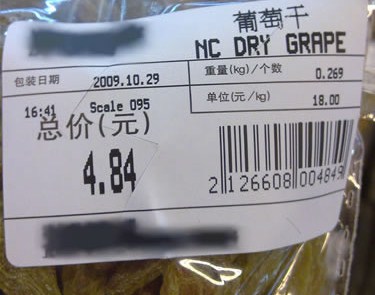 葡萄干
NC DRY GRAPE
包装日期 2009.10.29 重量(kg)/个数 0.269
16:41 Scale 095 单位(元/kg) 18.00
总价(元)
4.84
2 126608 004849